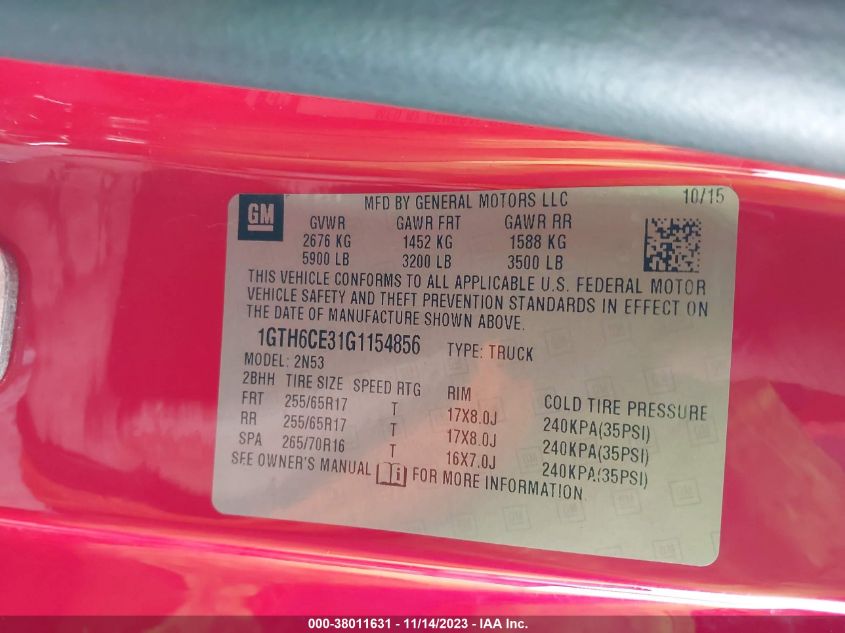 MFD BY GENERAL MOTORS LLC 10/15
GM
GVWR GAWR FRT GAWR RR
2676 KG 1452 KG 1588 KG
5900 LB 3200 LB 3500 LB
THIS VEHICLE CONFORMS TO ALL APPLICABLE U.S. FEDERAL MOTOR
VEHICLE SAFETY AND THEFT PREVENTION STANDARDS IN EFFECT ON
THE DATE OF MANUFACTURE SHOWN ABOVE.
1GTH6CE31G1154856 TYPE: TRUCK
MODEL: 2N53
2BHH TIRE SIZE SPEED RTG RIM COLD TIRE PRESSURE
FRT 255/65R17 T 17X8.0J 240KPA(35PSI)
RR 255/65R17 T 17X8.0J 240KPA(35PSI)
SPA 265/70R16 T 16X7.0J 240KPA(35PSI)
SEE OWNER'S MANUAL FOR MORE INFORMATION
000-38011631 - 11/14/2023 - IAA Inc.